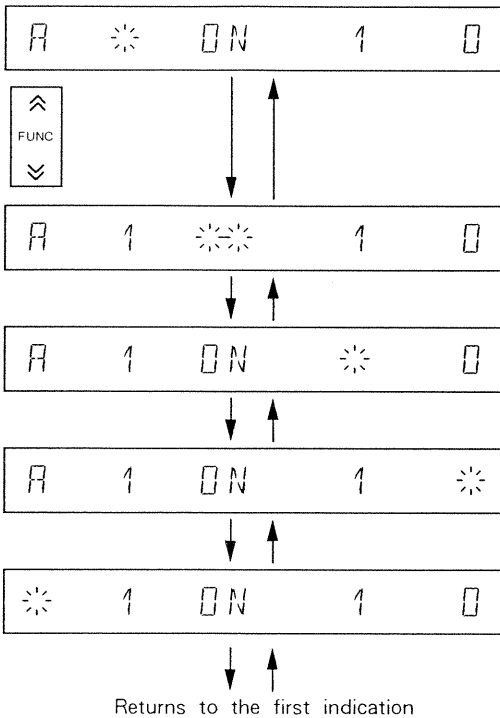 A ON 1 0
FUNC
A 1 1 0
A 1 ON 0
A 1 ON 1
1 ON 1 0
Returns to the first indication